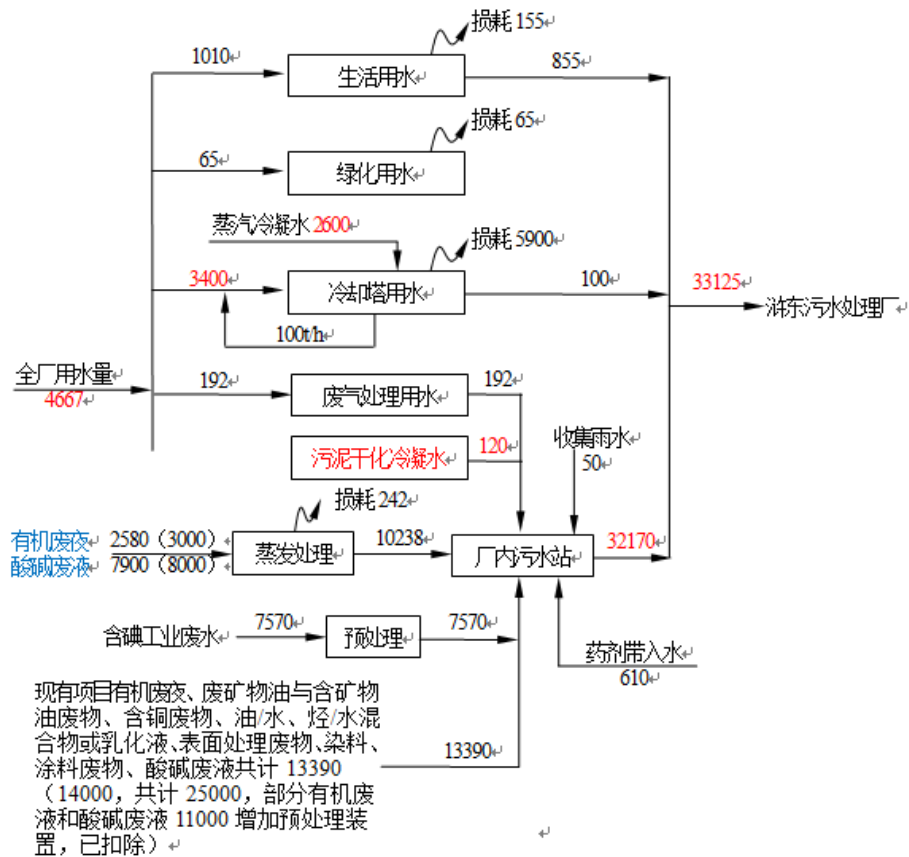 损耗 155
1010
生活用水
855
损耗 65
65
绿化用水
蒸汽冷凝水 2600
损耗 5900
3400
冷却塔用水
100
33125
浒东污水处理厂
100t/h
全厂用水量
4667
192
废气处理用水
192
污泥干化冷凝水
120
收集雨水
50
损耗 242
有机废夜
2580（3000）
酸碱废液
7900（8000）
蒸发处理
10238
厂内污水站
32170
含碘工业废水
7570
预处理
7570
药剂带入水
610
现有项目有机废夜、废矿物油与含矿物
油废物、含铜废物、油/水、烃/水混
合物或乳化液、表面处理废物、染料、
涂料废物、酸碱废液共计 13390
（14000，共计 25000，部分有机废
液和酸碱废液 11000 增加预处理装
置，已扣除）
13390